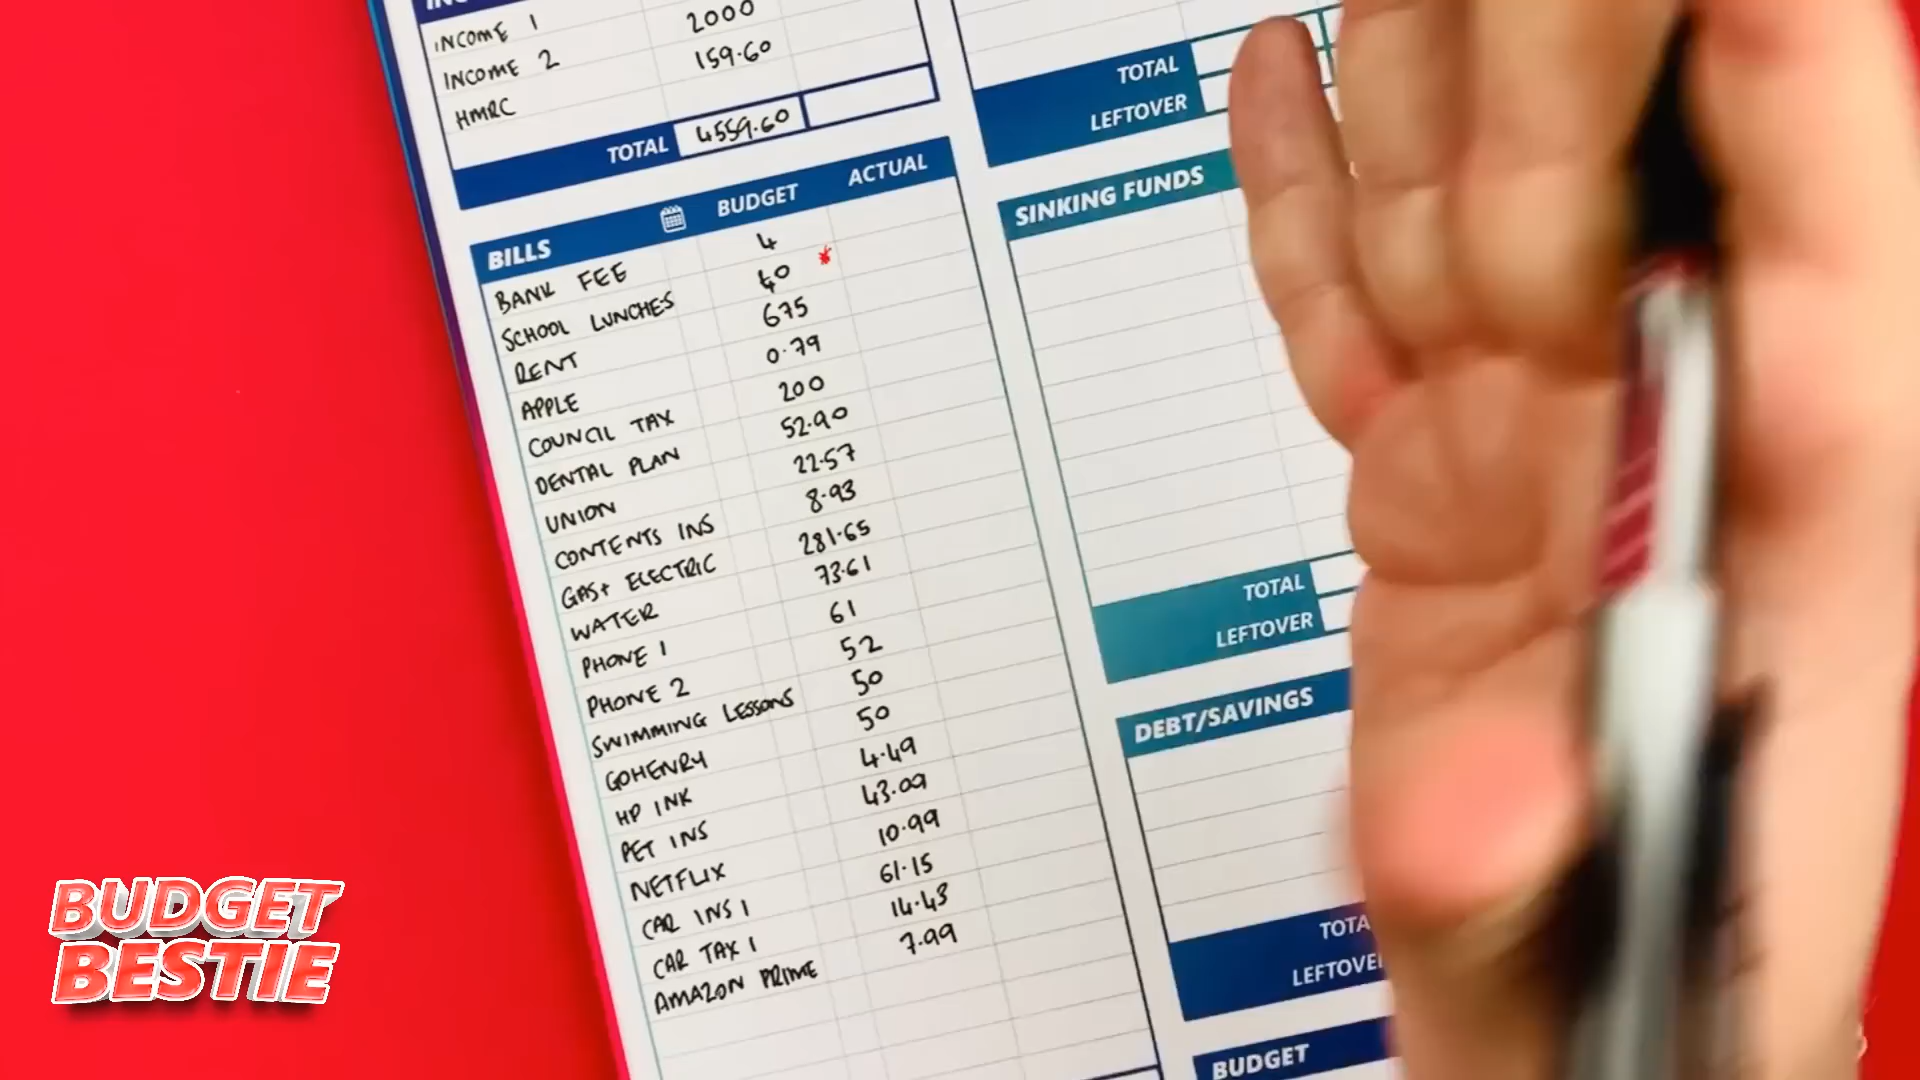 INCOME 1 2000
INCOME 2 159.60
HMRC
TOTAL 4559.60
BILLS BUDGET ACTUAL
BANK FEE 4
SCHOOL LUNCHES 40 *
RENT 675
APPLE 0.79
COUNCIL TAX 200
DENTAL PLAN 52.90
UNION 22.57
CONTENTS INS 8.93
GAS+ ELECTRIC 281.65
WATER 73.61
PHONE 1 61
PHONE 2 52
SWIMMING LESSONS 50
GOHENRY 50
HP INK 4.49
PET INS 43.09
NETFLIX 10.99
CAR INS 1 61.15
CAR TAX 1 14.43
AMAZON PRIME 7.99
TOTAL
LEFTOVER
SINKING FUNDS
TOTAL
LEFTOVER
DEBT/SAVINGS
BUDGET
BUDGET
BESTIE